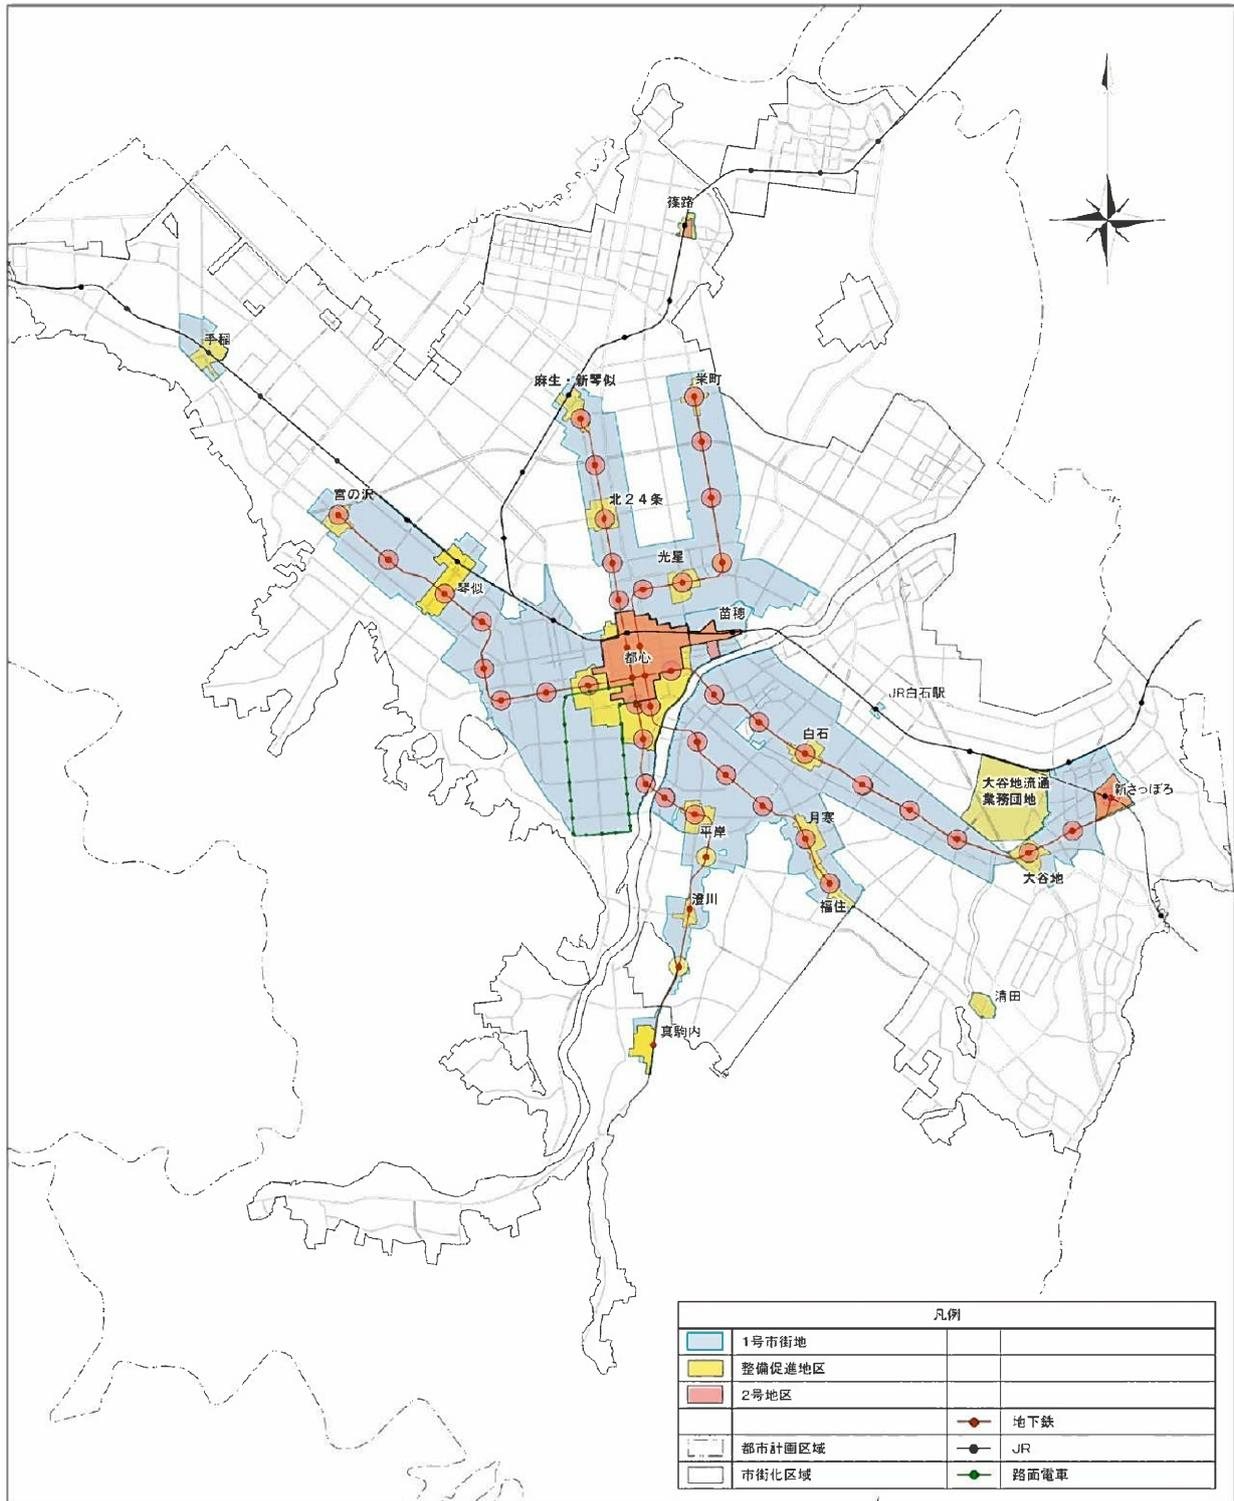 篠路
手稲
麻生・新琴似
栄町
宮の沢
北24条
光星
琴似
苗穂
都心
JR白石駅
白石
大谷地流通
業務団地
新さっぽろ
月寒
平岸
大谷地
澄川
福住
清田
真駒内
凡例
1号市街地
整備促進地区
2号地区
地下鉄
都市計画区域
JR
市街化区域
路面電車